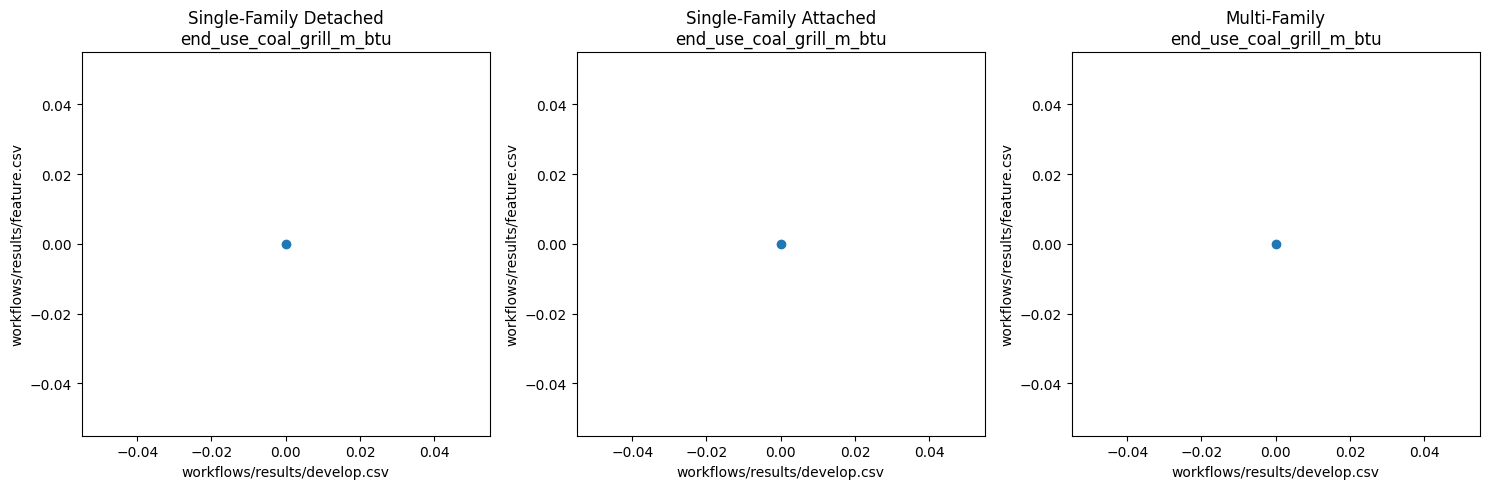 Single-Family Detached
end_use_coal_grill_m_btu
workflows/results/feature.csv
0.04
0.02
0.00
−0.02
−0.04
−0.04 −0.02 0.00 0.02 0.04
workflows/results/develop.csv
Single-Family Attached
end_use_coal_grill_m_btu
workflows/results/feature.csv
0.04
0.02
0.00
−0.02
−0.04
−0.04 −0.02 0.00 0.02 0.04
workflows/results/develop.csv
Multi-Family
end_use_coal_grill_m_btu
workflows/results/feature.csv
0.04
0.02
0.00
−0.02
−0.04
−0.04 −0.02 0.00 0.02 0.04
workflows/results/develop.csv